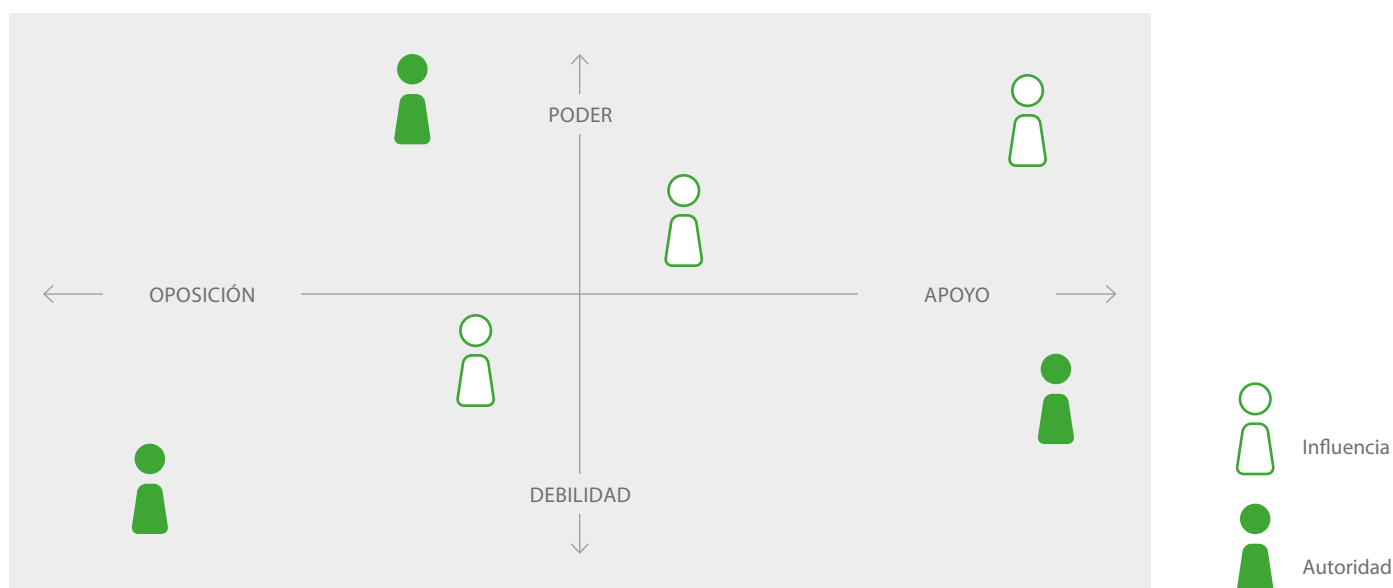 PODER
OPOSICIÓN
APOYO
DEBILIDAD
Influencia
Autoridad